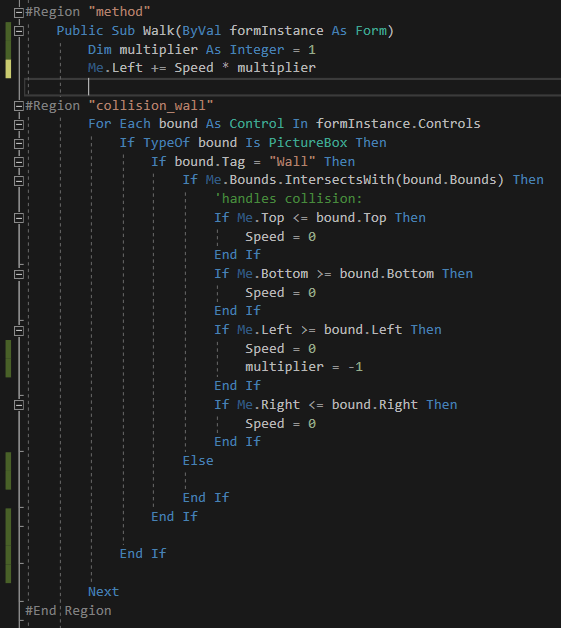 #Region "method"
Public Sub Walk(ByVal formInstance As Form)
Dim multiplier As Integer = 1
Me.Left += Speed * multiplier
#Region "collision_wall"
For Each bound As Control In formInstance.Controls
If TypeOf bound Is PictureBox Then
If bound.Tag = "Wall" Then
If Me.Bounds.IntersectsWith(bound.Bounds) Then
'handles collision:
If Me.Top <= bound.Top Then
Speed = 0
End If
If Me.Bottom >= bound.Bottom Then
Speed = 0
End If
If Me.Left >= bound.Left Then
Speed = 0
multiplier = -1
End If
If Me.Right <= bound.Right Then
Speed = 0
End If
Else
End If
End If
End If
Next
#End Region